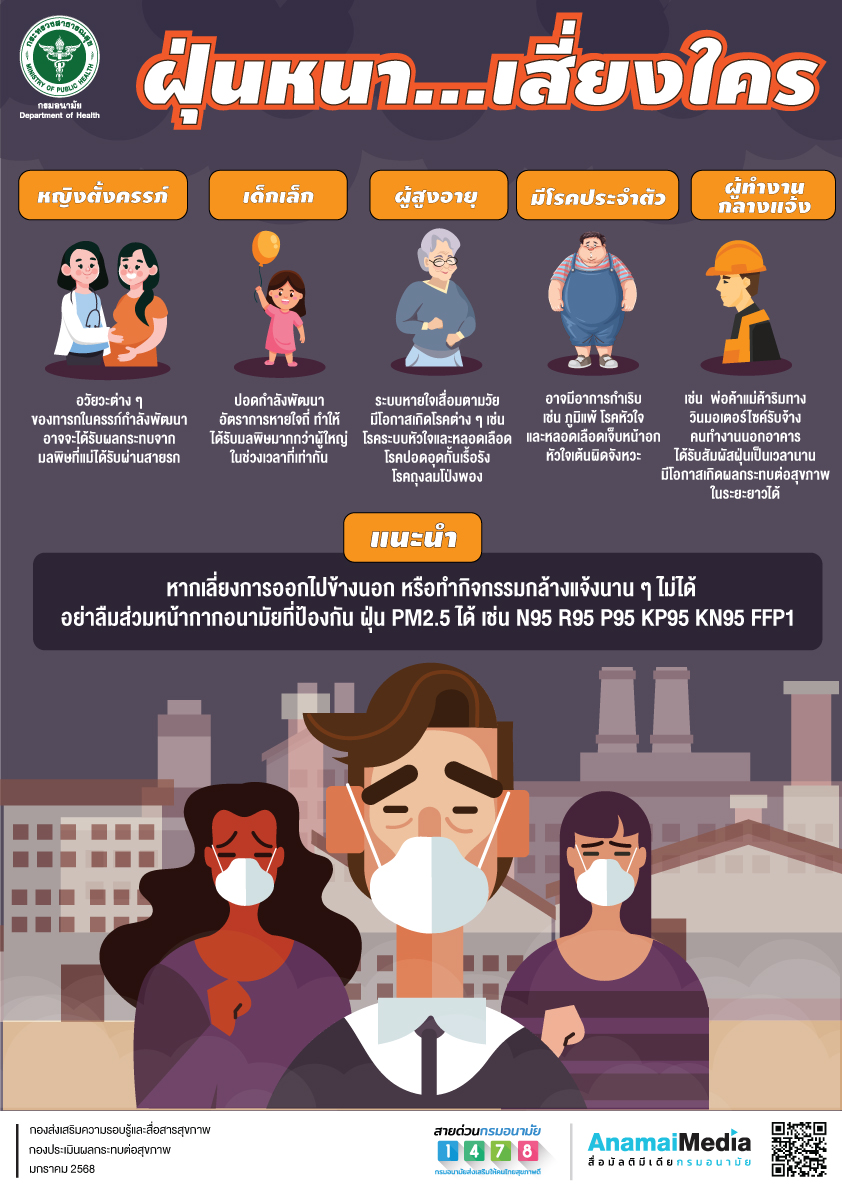 กระทรวงสาธารณสุข
MINISTRY OF PUBLIC HEALTH
กรมอนามัย
Department of Health
ฝุ่นหนา...เสี่ยงใคร
หญิงตั้งครรภ์
อวัยวะต่าง ๆ
ของทารกในครรภ์กำลังพัฒนา
อาจจะได้รับผลกระทบจาก
มลพิษที่แม่ได้รับผ่านสายรก
เด็กเล็ก
ปอดกำลังพัฒนา
อัตราการหายใจถี่ ทำให้
ได้รับมลพิษมากกว่าผู้ใหญ่
ในช่วงเวลาที่เท่ากัน
ผู้สูงอายุ
ระบบหายใจเสื่อมตามวัย
มีโอกาสเกิดโรคต่าง ๆ เช่น
โรคระบบหัวใจและหลอดเลือด
โรคปอดอุดกั้นเรื้อรัง
โรคถุงลมโป่งพอง
มีโรคประจำตัว
อาจมีอาการกำเริบ
เช่น ภูมิแพ้ โรคหัวใจ
และหลอดเลือดเจ็บหน้าอก
หัวใจเต้นผิดจังหวะ
ผู้ทำงาน
กลางแจ้ง
เช่น พ่อค้าแม่ค้าริมทาง
วินมอเตอร์ไซค์รับจ้าง
คนทำงานนอกอาคาร
ได้รับสัมผัสฝุ่นเป็นเวลานาน
มีโอกาสเกิดผลกระทบต่อสุขภาพ
ในระยะยาวได้
แนะนำ
หากเลี่ยงการออกไปข้างนอก หรือทำกิจกรรมกล้างแจ้งนาน ๆ ไม่ได้
อย่าลืมส่วมหน้ากากอนามัยที่ป้องกัน ฝุ่น PM2.5 ได้ เช่น N95 R95 P95 KP95 KN95 FFP1
กองส่งเสริมความรอบรู้และสื่อสารสุขภาพ
กองประเมินผลกระทบต่อสุขภาพ
มกราคม 2568
สายด่วนกรมอนามัย
1 4 7 8
กรมอนามัยส่งเสริมให้คนไทยสุขภาพดี
AnamaiMedia
สื่อมัลติมีเดียกรมอนามัย